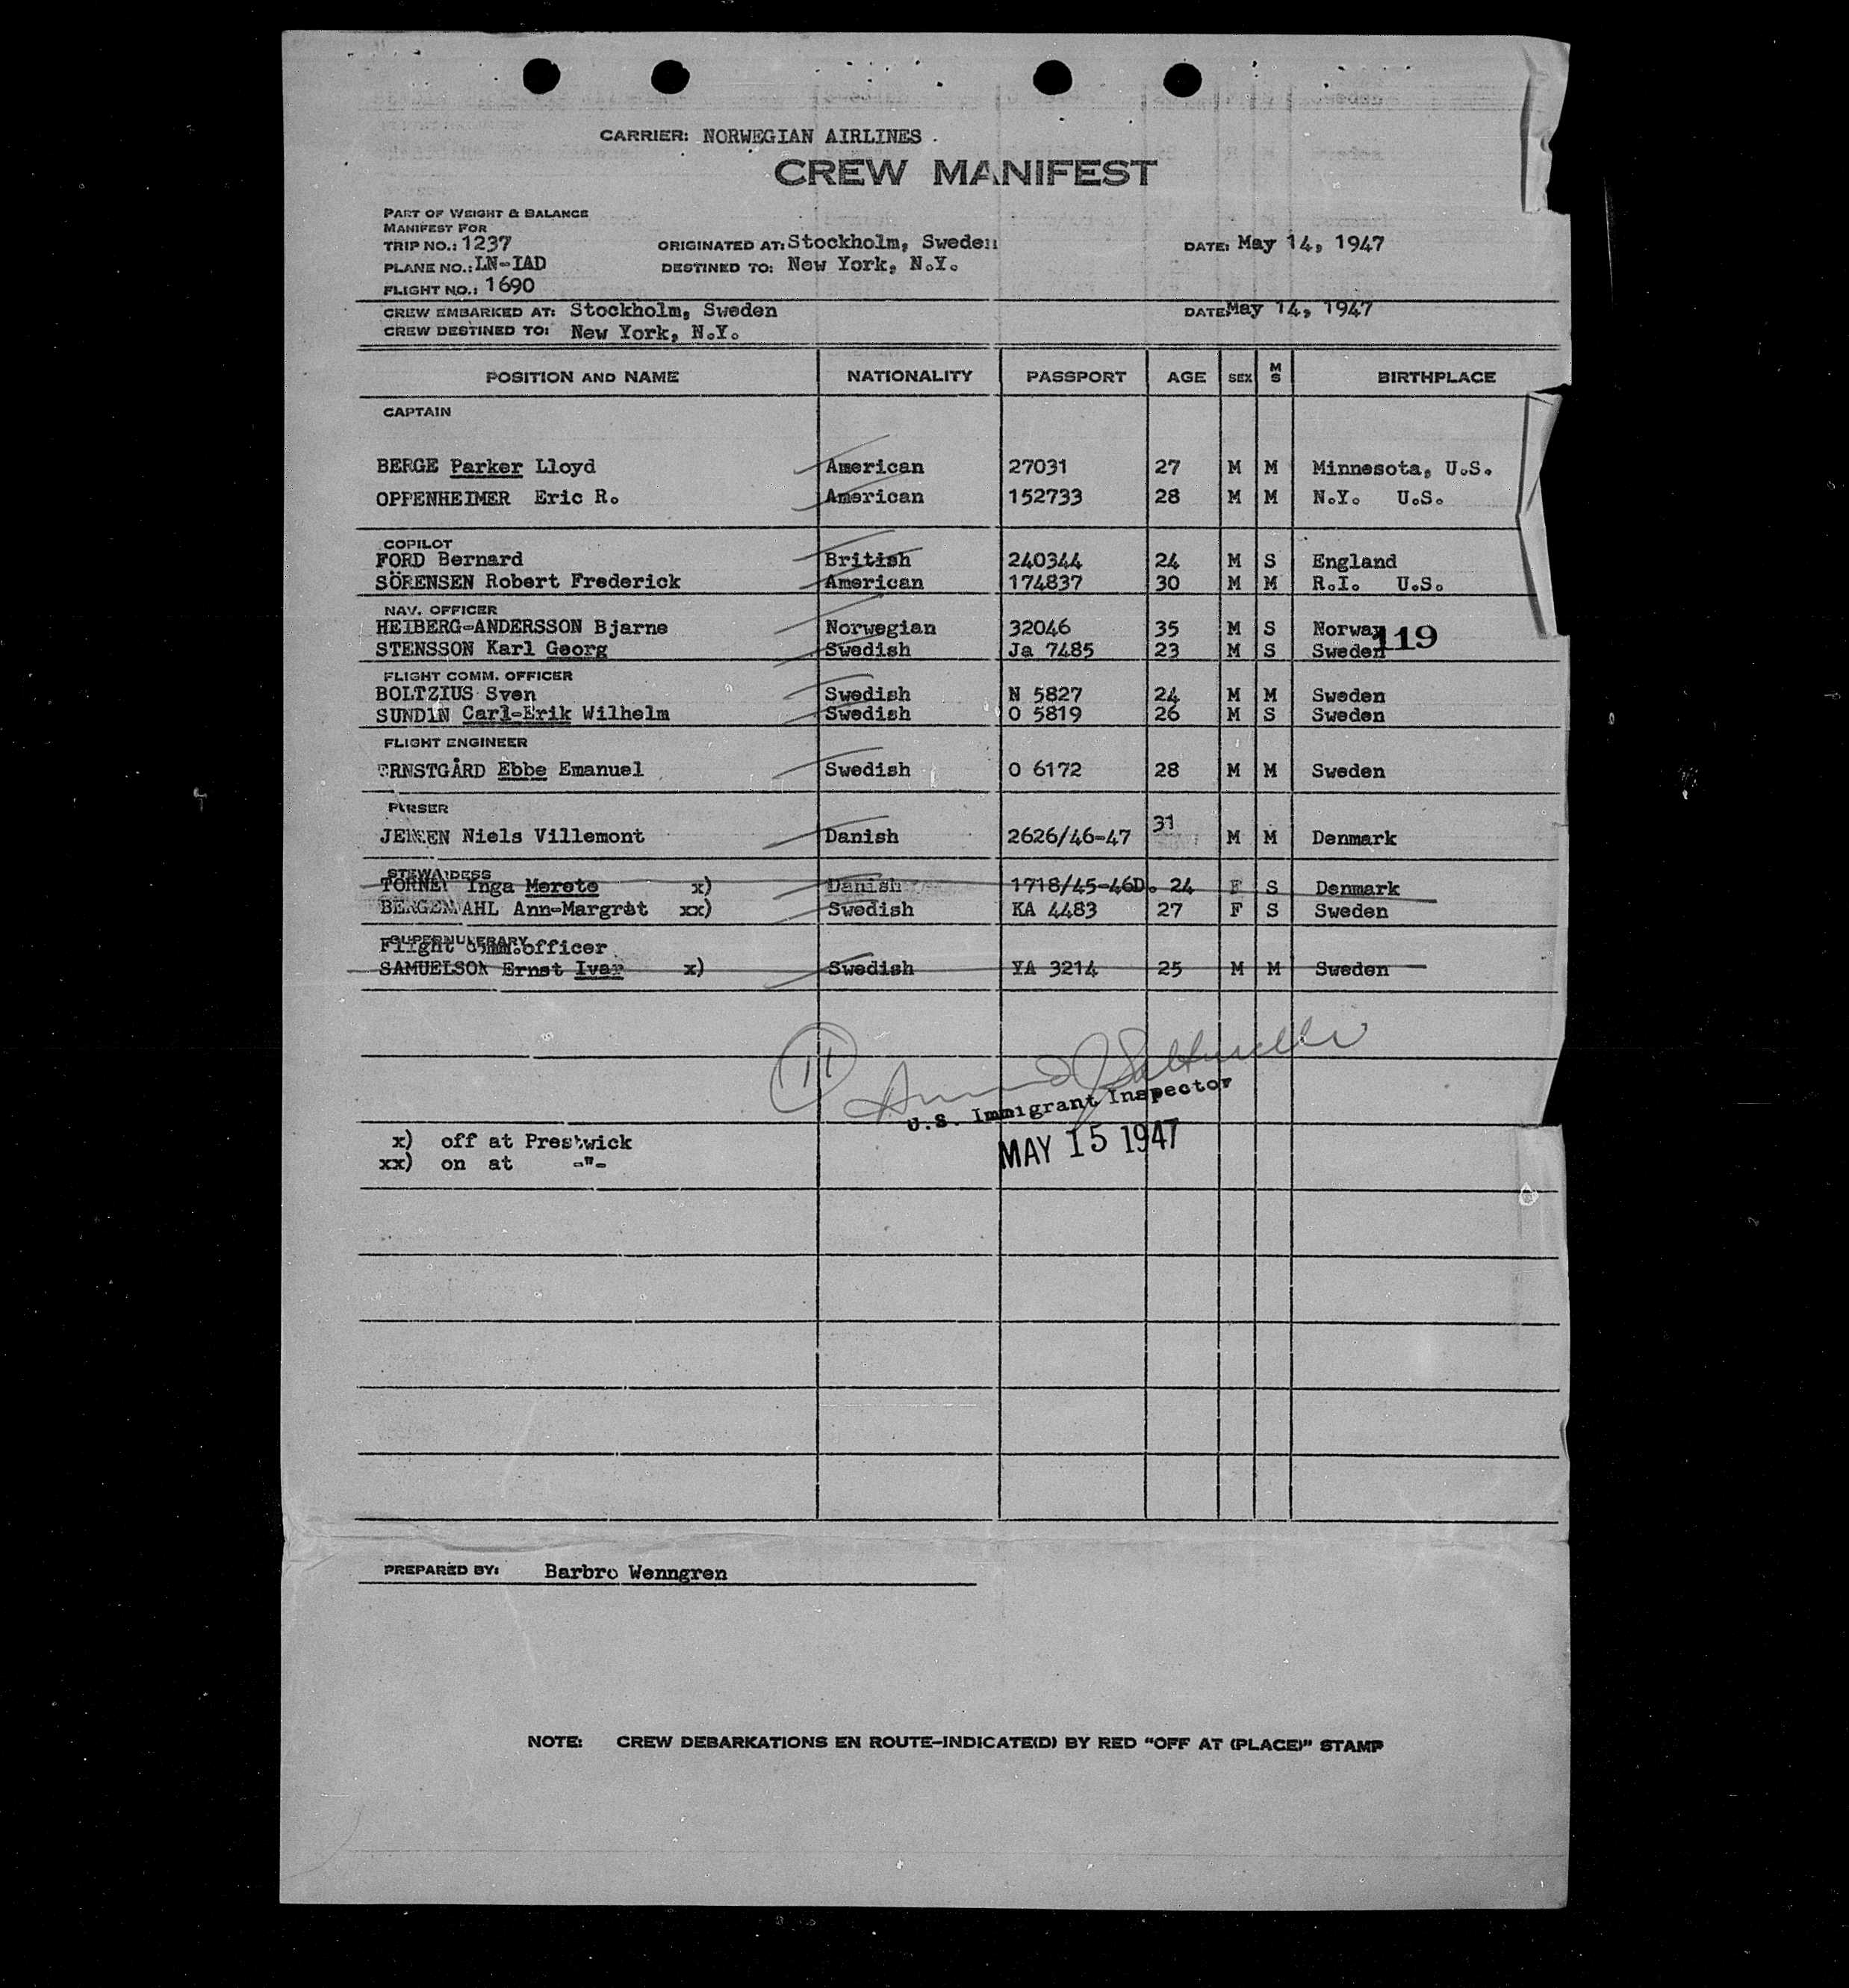 CARRIER: NORWEGIAN AIRLINES.
CREW MANIFEST
PART OF WEIGHT & BALANCE
MANIFEST FOR
TRIP NO.: 1237 ORIGINATED AT: Stockholm, Sweden DATE: May 14, 1947
PLANE NO.: LN-IAD DESTINED TO: New York, N.Y.
FLIGHT NO.: 1690
CREW EMBARKED AT: Stockholm, Sweden DATE: May 14, 1947
CREW DESTINED TO: New York, N.Y.
POSITION AND NAME NATIONALITY PASSPORT AGE SEX M S BIRTHPLACE
CAPTAIN
BERGE Parker Lloyd American 27031 27 M M Minnesota, U.S.
OPPENHEIMER Eric R. American 152733 28 M M N.Y. U.S.
COPILOT
FORD Bernard British 240344 24 M S England
SÖRENSEN Robert Frederick American 174837 30 M M R.I. U.S.
NAV. OFFICER
HEIBERG-ANDERSSON Bjarne Norwegian 32046 35 M S Norway
119
STENSSON Karl Georg Swedish Ja 7485 23 M S Sweden
FLIGHT COMM. OFFICER
BOLTZIUS Sven Swedish N 5827 24 M M Sweden
SUNDIN Carl-Erik Wilhelm Swedish O 5819 26 M S Sweden
FLIGHT ENGINEER
ERNSTGÅRD Ebbe Emanuel Swedish O 6172 28 M M Sweden
PURSER
JENSEN Niels Villemont Danish 2626/46-47 31 M M Denmark
STEWARDESS
Inga Merete x) Danish 1718/45-46D. 24 F S Denmark
Ann-Margrét xx) Swedish KA 4483 27 F S Sweden
SUPERNUMERARY
Flight Comm.officer
SAMUELSON Ernst Ivar x) Swedish YA 3214 25 M M Sweden
11
U.S. Immigrant Inspector
MAY 15 1947
x) off at Prestwick
xx) on at -"-
PREPARED BY: Barbro Wenngren
NOTE: CREW DEBARKATIONS EN ROUTE-INDICATE(D) BY RED "OFF AT (PLACE)" STAMP